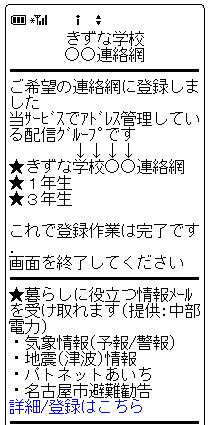 きずな学校
○○連絡網
ご希望の連絡網に登録しま
した
当ｻｰﾋﾞｽでｱﾄﾞﾚｽ管理してい
る配信ｸﾞﾙｰﾌﾟです
↓↓↓↓
★きずな学校○○連絡網
★１年生
★３年生
これで登録作業は完了です
.
画面を終了してください
★暮らしに役立つ情報ﾒｰﾙ
を受け取れます(提供:中部
電力)
・気象情報(予報/警報)
・地震(津波)情報
・パトネットあいち
・名古屋市避難勧告
詳細/登録はこちら